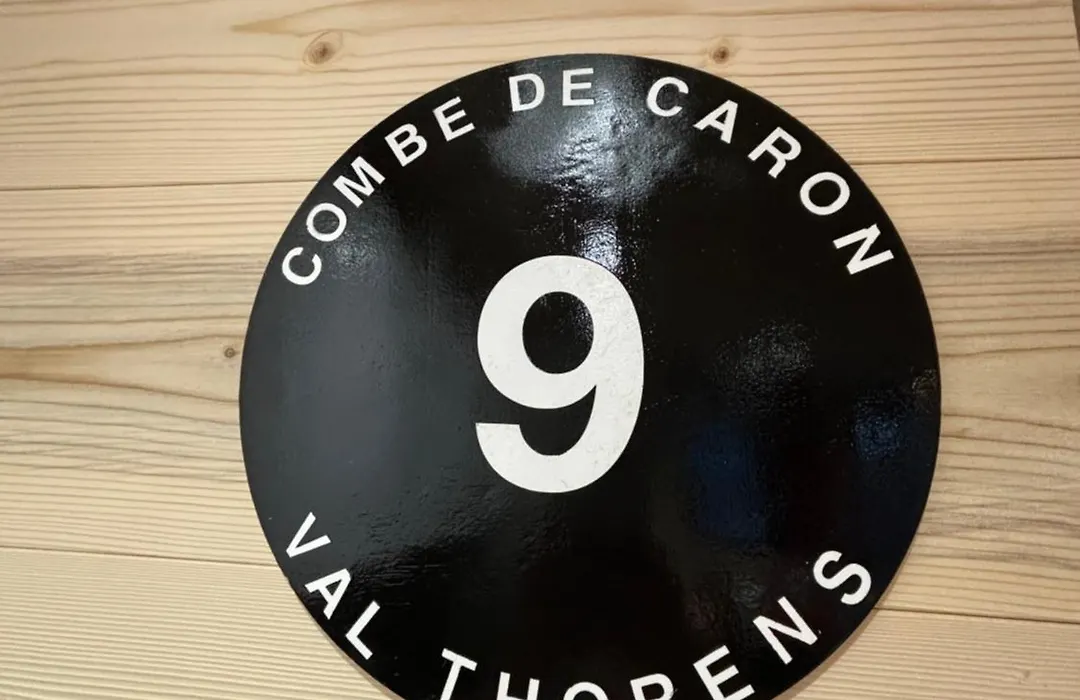 COMBE DE CARON
9
VAL THORENS